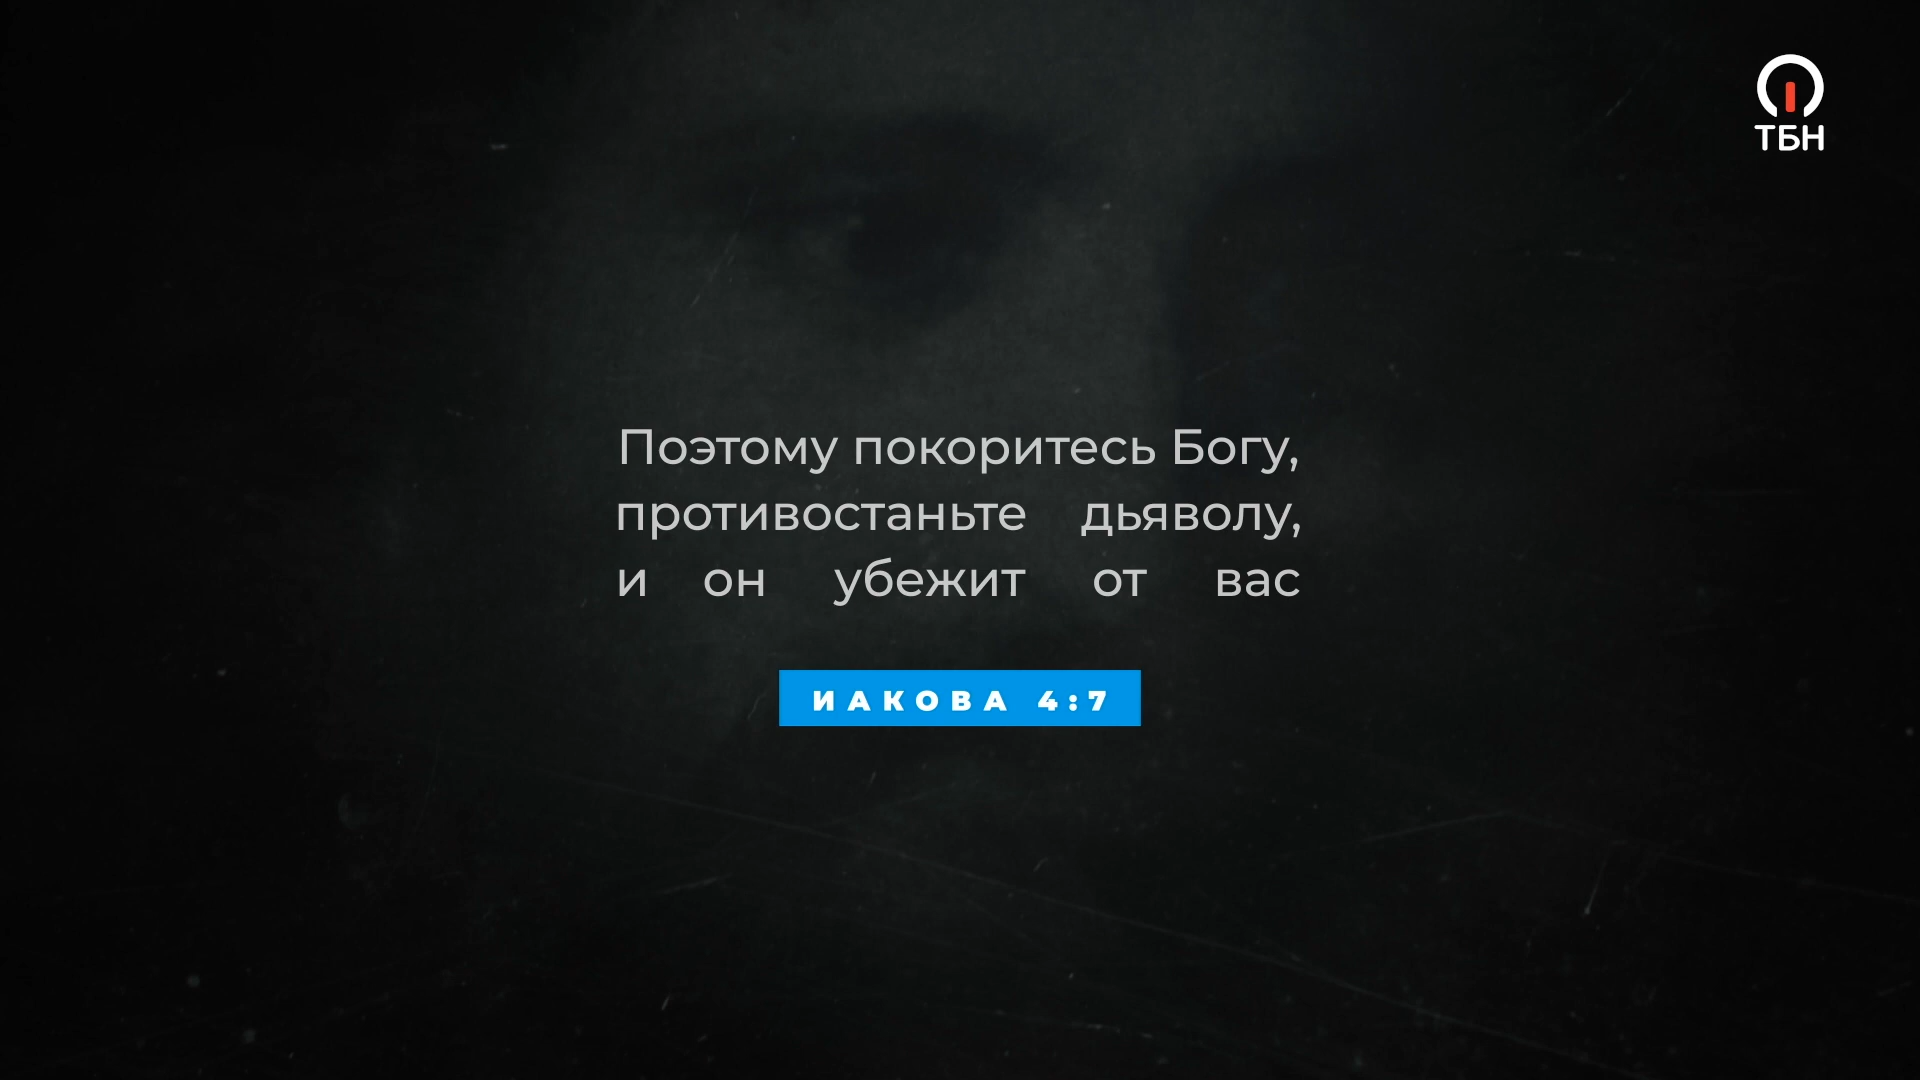 ТБН
Поэтому покоритесь Богу,
противостаньте дьяволу,
и он убежит от вас
ИАКОВА 4:7